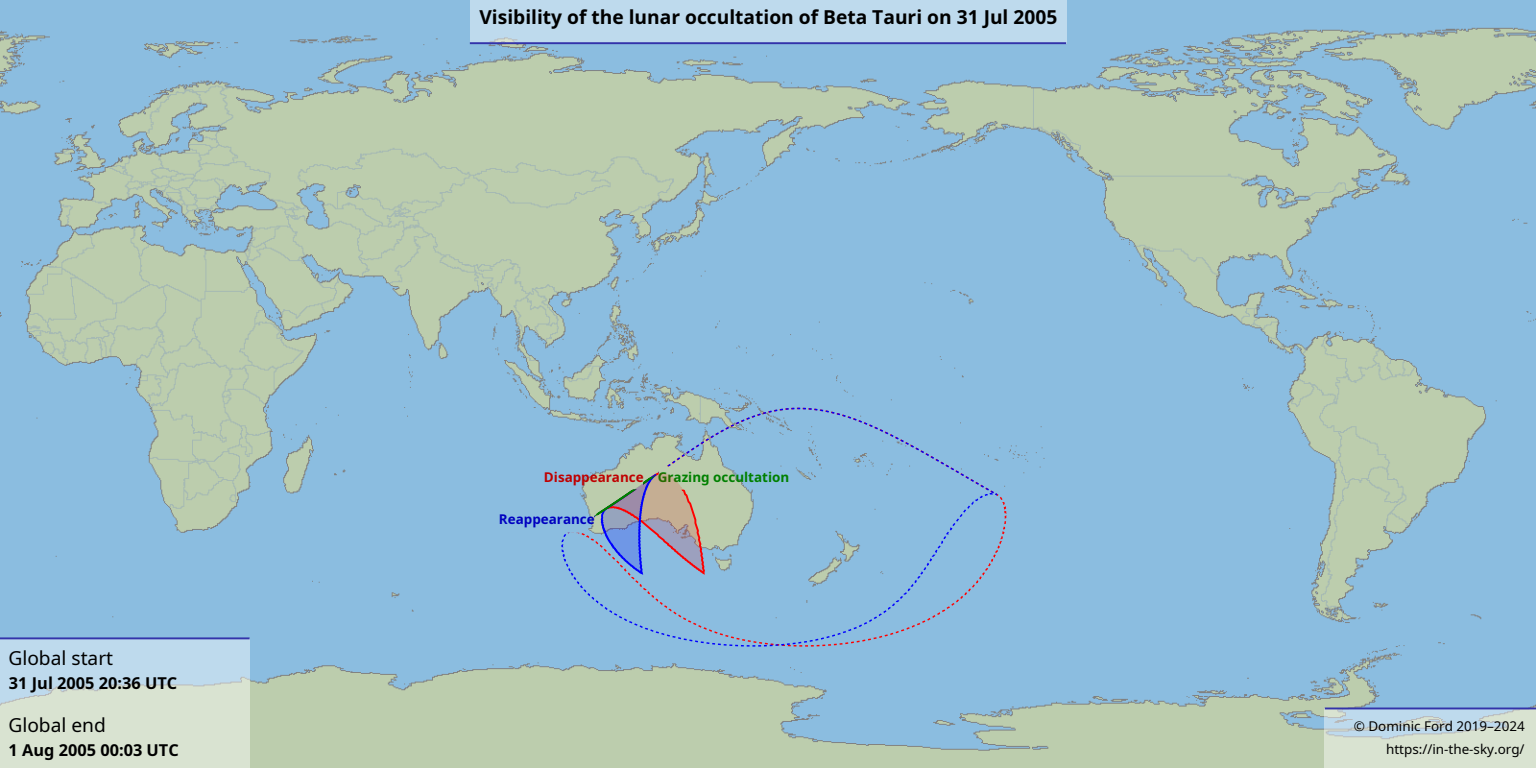 Visibility of the lunar occultation of Beta Tauri on 31 Jul 2005
Disappearance
Grazing occultation
Reappearance
Global start
31 Jul 2005 20:36 UTC
Global end
1 Aug 2005 00:03 UTC
© Dominic Ford 2019–2024
https://in-the-sky.org/